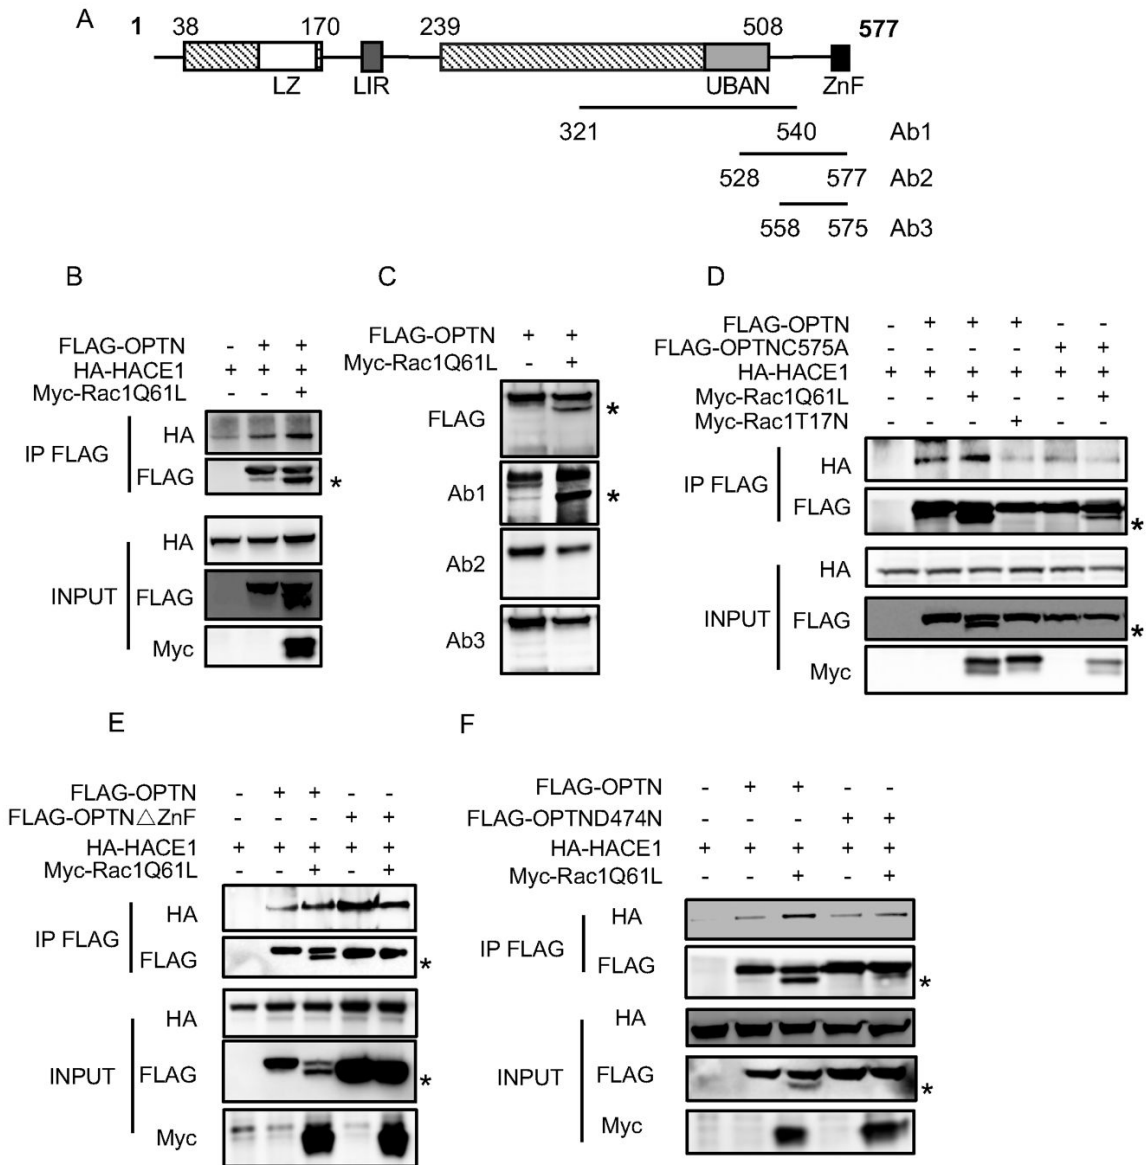 A
1 38 170 239 508 577
LZ LIR UBAN ZnF
321 540 Ab1
528 577 Ab2
558 575 Ab3
B
FLAG-OPTN - + +
HA-HACE1 + + +
Myc-Rac1Q61L - - +
IP FLAG
HA
FLAG *
INPUT
HA
FLAG
Myc
C
FLAG-OPTN + +
Myc-Rac1Q61L - +
FLAG *
Ab1 *
Ab2
Ab3
D
FLAG-OPTN - + + + - -
FLAG-OPTNC575A - - - - + +
HA-HACE1 + + + + + +
Myc-Rac1Q61L - - + - - +
Myc-Rac1T17N - - - + - -
IP FLAG
HA
FLAG *
INPUT
HA
FLAG *
Myc
E
FLAG-OPTN - + + - -
FLAG-OPTN△ZnF - - - + +
HA-HACE1 + + + + +
Myc-Rac1Q61L - - + - +
IP FLAG
HA
FLAG *
INPUT
HA
FLAG *
Myc
F
FLAG-OPTN - + + - -
FLAG-OPTND474N - - - + +
HA-HACE1 + + + + +
Myc-Rac1Q61L - - + - +
IP FLAG
HA
FLAG *
INPUT
HA
FLAG *
Myc